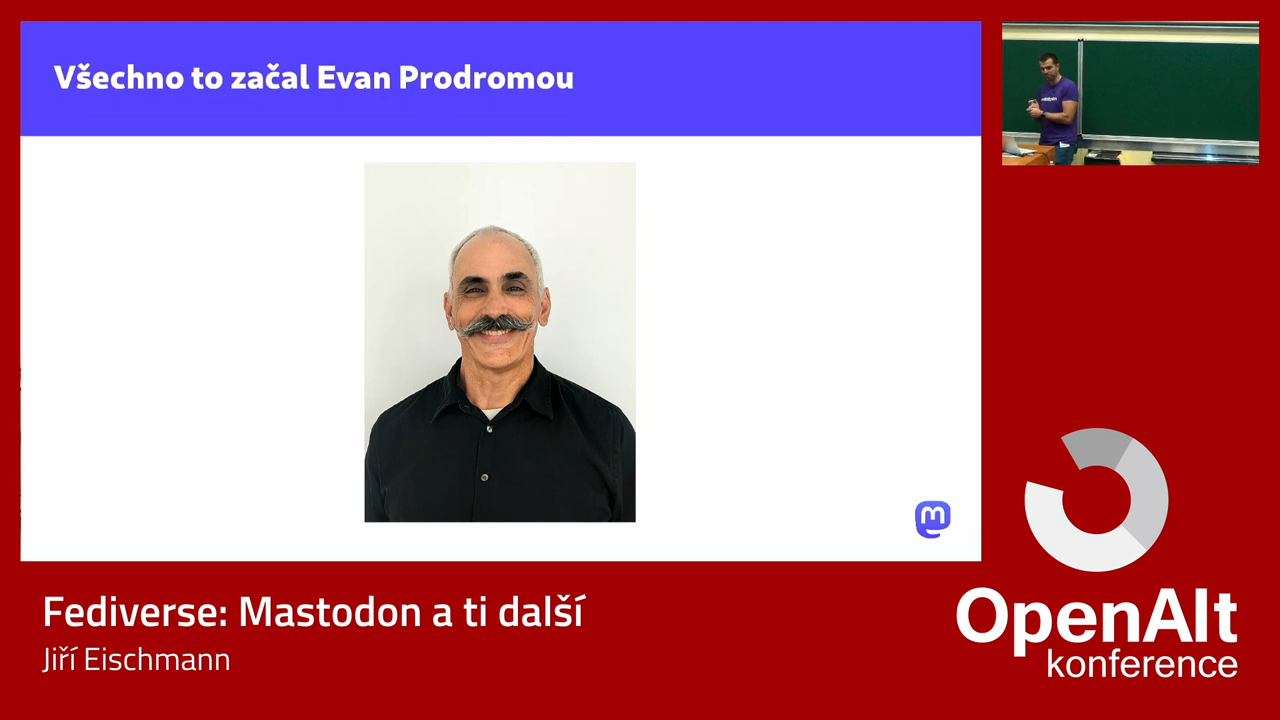 Všechno to začal Evan Prodromou
Fediverse: Mastodon a ti další
Jiří Eischmann
OpenAlt
konference